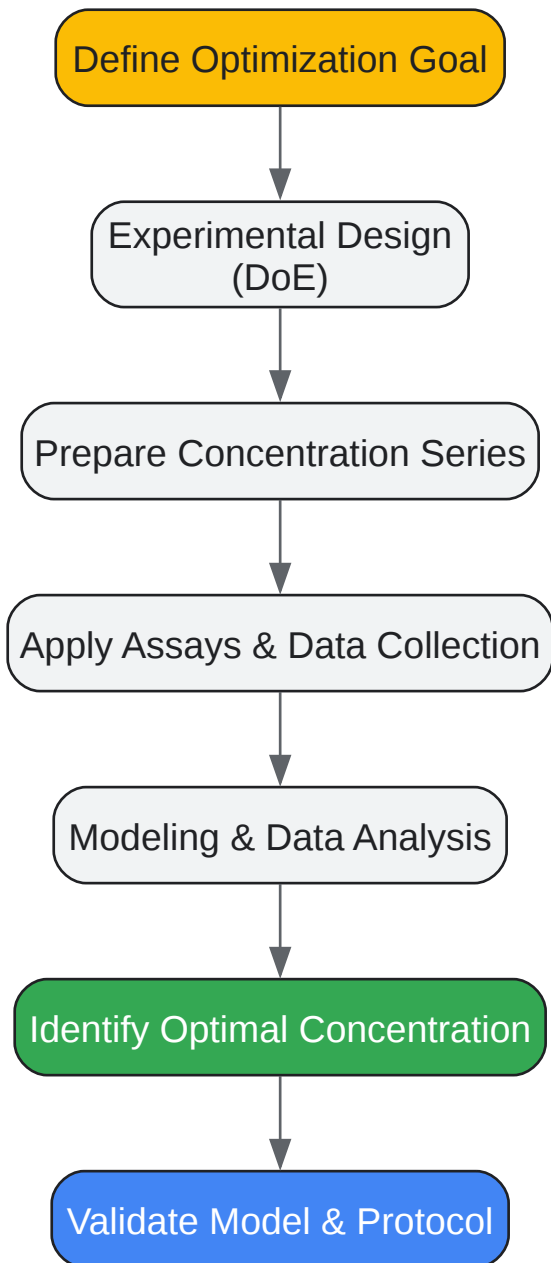 Define Optimization Goal
Experimental Design
(DoE)
Prepare Concentration Series
Apply Assays & Data Collection
Modeling & Data Analysis
Identify Optimal Concentration
Validate Model & Protocol